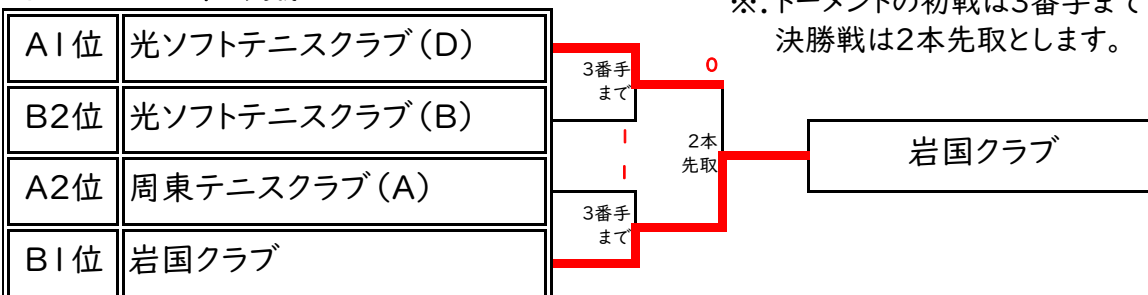 ※．トーメントの初戦は3番手まで
決勝戦は2本先取とします。
A1位 光ソフトテニスクラブ（D）
B2位 光ソフトテニスクラブ（B）
A2位 周東テニスクラブ（A）
B1位 岩国クラブ
3番手
まで
1
1
3番手
まで
0
2本
先取
岩国クラブ